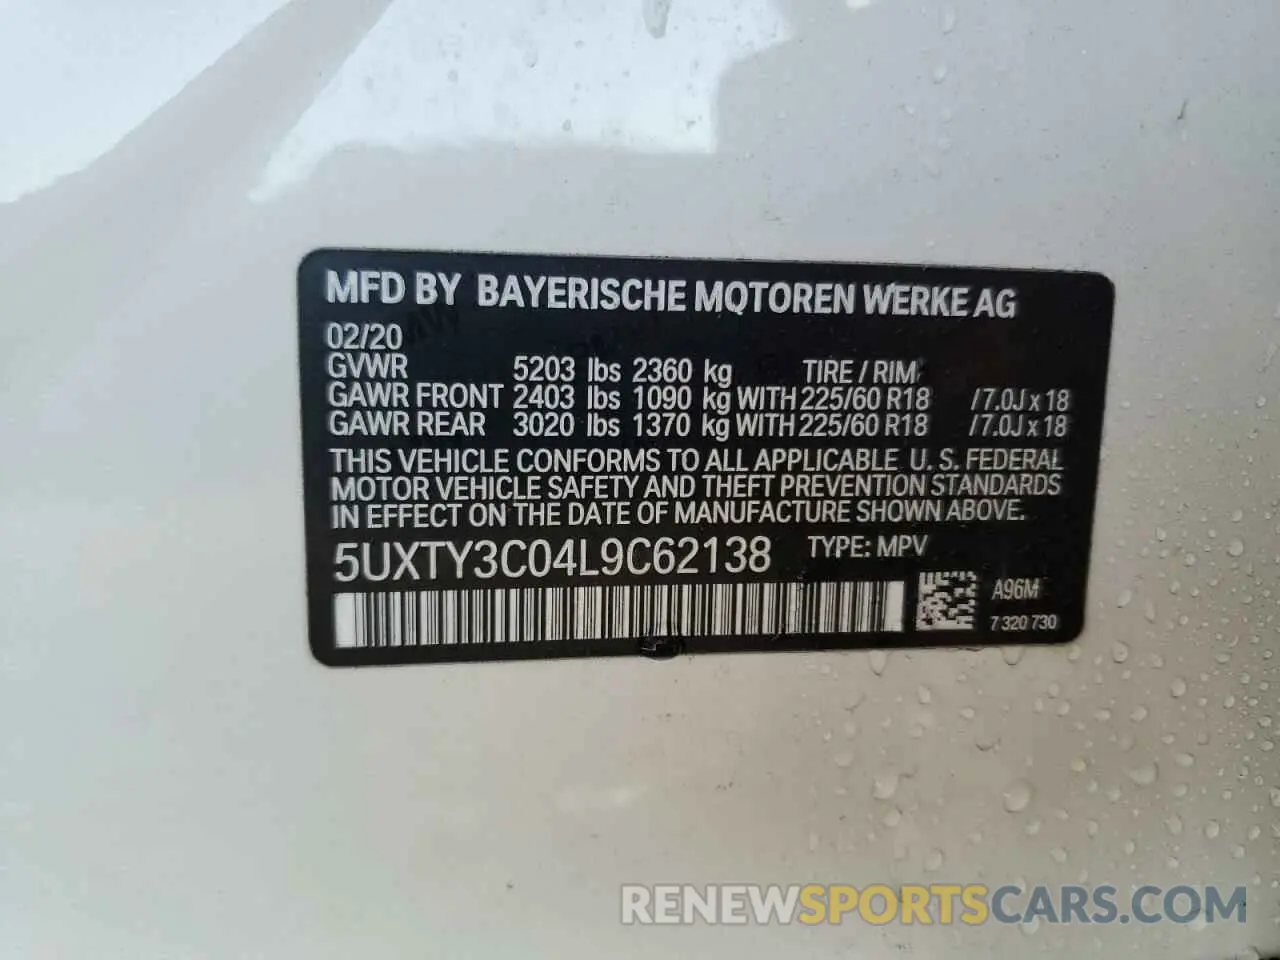 MFD BY BAYERISCHE MOTOREN WERKE AG
02/20
GVWR 5203 lbs 2360 kg TIRE / RIM
GAWR FRONT 2403 lbs 1090 kg WITH 225/60 R18 / 7.0J x 18
GAWR REAR 3020 lbs 1370 kg WITH 225/60 R18 / 7.0J x 18
THIS VEHICLE CONFORMS TO ALL APPLICABLE U. S. FEDERAL
MOTOR VEHICLE SAFETY AND THEFT PREVENTION STANDARDS
IN EFFECT ON THE DATE OF MANUFACTURE SHOWN ABOVE.
5UXTY3C04L9C62138 TYPE: MPV
A96M
7 320 730
RENEWSPORTSCARS.COM